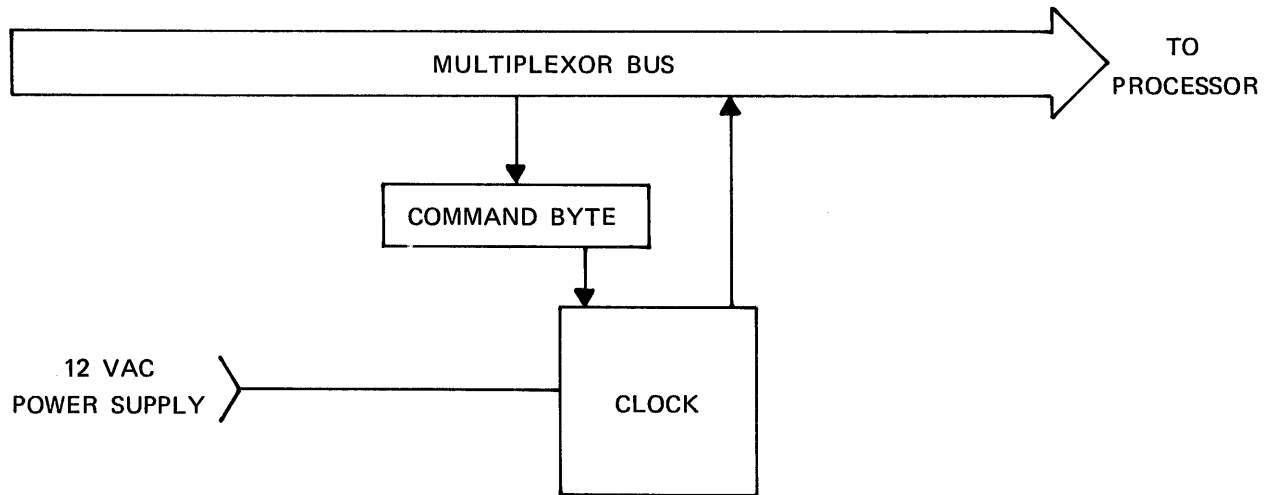 MULTIPLEXOR BUS
TO
PROCESSOR
COMMAND BYTE
12 VAC
POWER SUPPLY
CLOCK